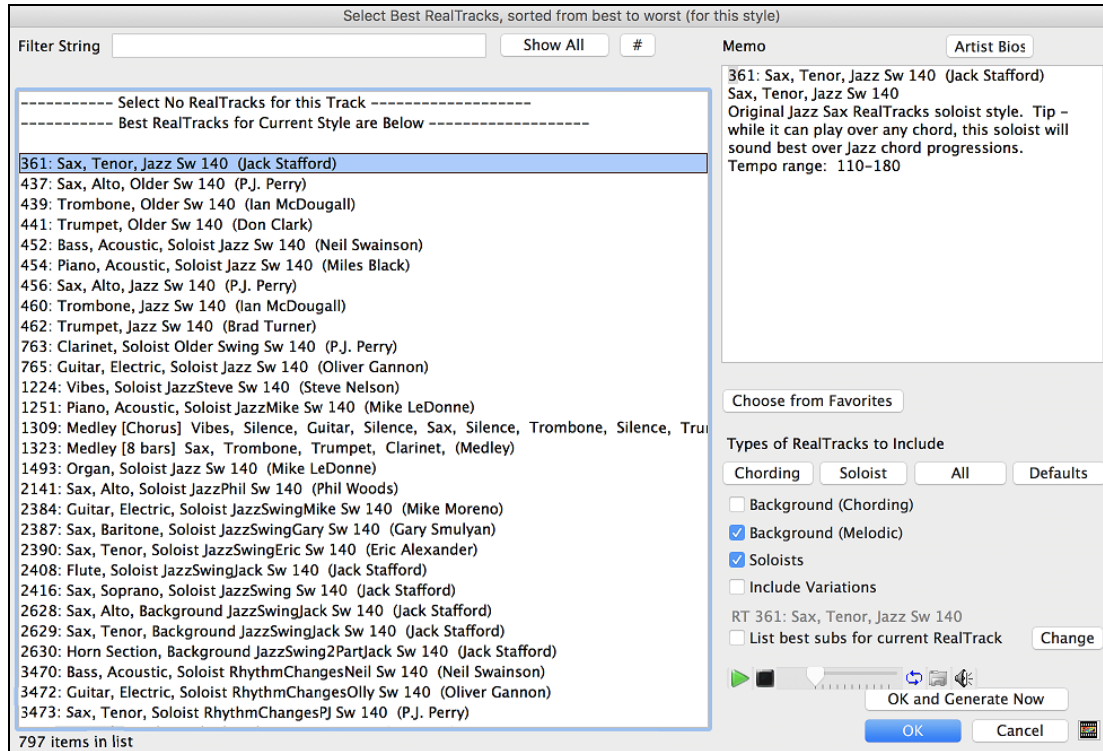 Select Best RealTracks, sorted from best to worst (for this style)
Filter String
Show All
#
----------- Select No RealTracks for this Track -------------------
----------- Best RealTracks for Current Style are Below -------------------
361: Sax, Tenor, Jazz Sw 140 (Jack Stafford)
437: Sax, Alto, Older Sw 140 (P.J. Perry)
439: Trombone, Older Sw 140 (Ian McDougall)
441: Trumpet, Older Sw 140 (Don Clark)
452: Bass, Acoustic, Soloist Jazz Sw 140 (Neil Swainson)
454: Piano, Acoustic, Soloist Jazz Sw 140 (Miles Black)
456: Sax, Alto, Jazz Sw 140 (P.J. Perry)
460: Trombone, Jazz Sw 140 (Ian McDougall)
462: Trumpet, Jazz Sw 140 (Brad Turner)
763: Clarinet, Soloist Older Swing Sw 140 (P.J. Perry)
765: Guitar, Electric, Soloist Jazz Sw 140 (Oliver Gannon)
1224: Vibes, Soloist JazzSteve Sw 140 (Steve Nelson)
1251: Piano, Acoustic, Soloist JazzMike Sw 140 (Mike LeDonne)
1309: Medley [Chorus] Vibes, Silence, Guitar, Silence, Sax, Silence, Trombone, Silence, Tru
1323: Medley [8 bars] Sax, Trombone, Trumpet, Clarinet, (Medley)
1493: Organ, Soloist Jazz Sw 140 (Mike LeDonne)
2141: Sax, Alto, Soloist JazzPhil Sw 140 (Phil Woods)
2384: Guitar, Electric, Soloist JazzSwingMike Sw 140 (Mike Moreno)
2387: Sax, Baritone, Soloist JazzSwingGary Sw 140 (Gary Smulyan)
2390: Sax, Tenor, Soloist JazzSwingEric Sw 140 (Eric Alexander)
2408: Flute, Soloist JazzSwingJack Sw 140 (Jack Stafford)
2416: Sax, Soprano, Soloist JazzSwing Sw 140 (Jack Stafford)
2628: Sax, Alto, Background JazzSwingJack Sw 140 (Jack Stafford)
2629: Sax, Tenor, Background JazzSwingJack Sw 140 (Jack Stafford)
2630: Horn Section, Background JazzSwing2PartJack Sw 140 (Jack Stafford)
3470: Bass, Acoustic, Soloist RhythmChangesNeil Sw 140 (Neil Swainson)
3472: Guitar, Electric, Soloist RhythmChangesOlly Sw 140 (Oliver Gannon)
3473: Sax, Tenor, Soloist RhythmChangesPJ Sw 140 (P.J. Perry)
797 items in list
Memo
Artist Bios
361: Sax, Tenor, Jazz Sw 140 (Jack Stafford)
Sax, Tenor, Jazz Sw 140
Original Jazz Sax RealTracks soloist style. Tip -
while it can play over any chord, this soloist will
sound best over Jazz chord progressions.
Tempo range: 110-180
Choose from Favorites
Types of RealTracks to Include
Chording
Soloist
All
Defaults
Background (Chording)
Background (Melodic)
Soloists
Include Variations
RT 361: Sax, Tenor, Jazz Sw 140
List best subs for current RealTrack
Change
OK and Generate Now
OK
Cancel